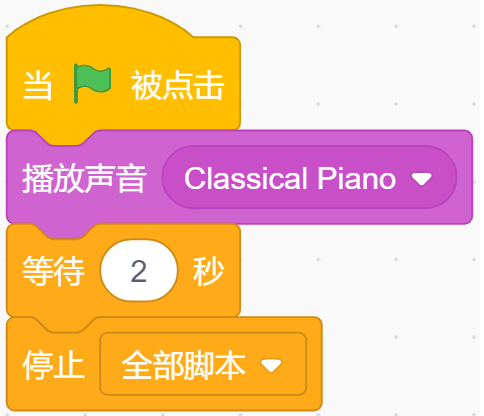 当 被点击
播放声音 Classical Piano
等待 2 秒
停止 全部脚本